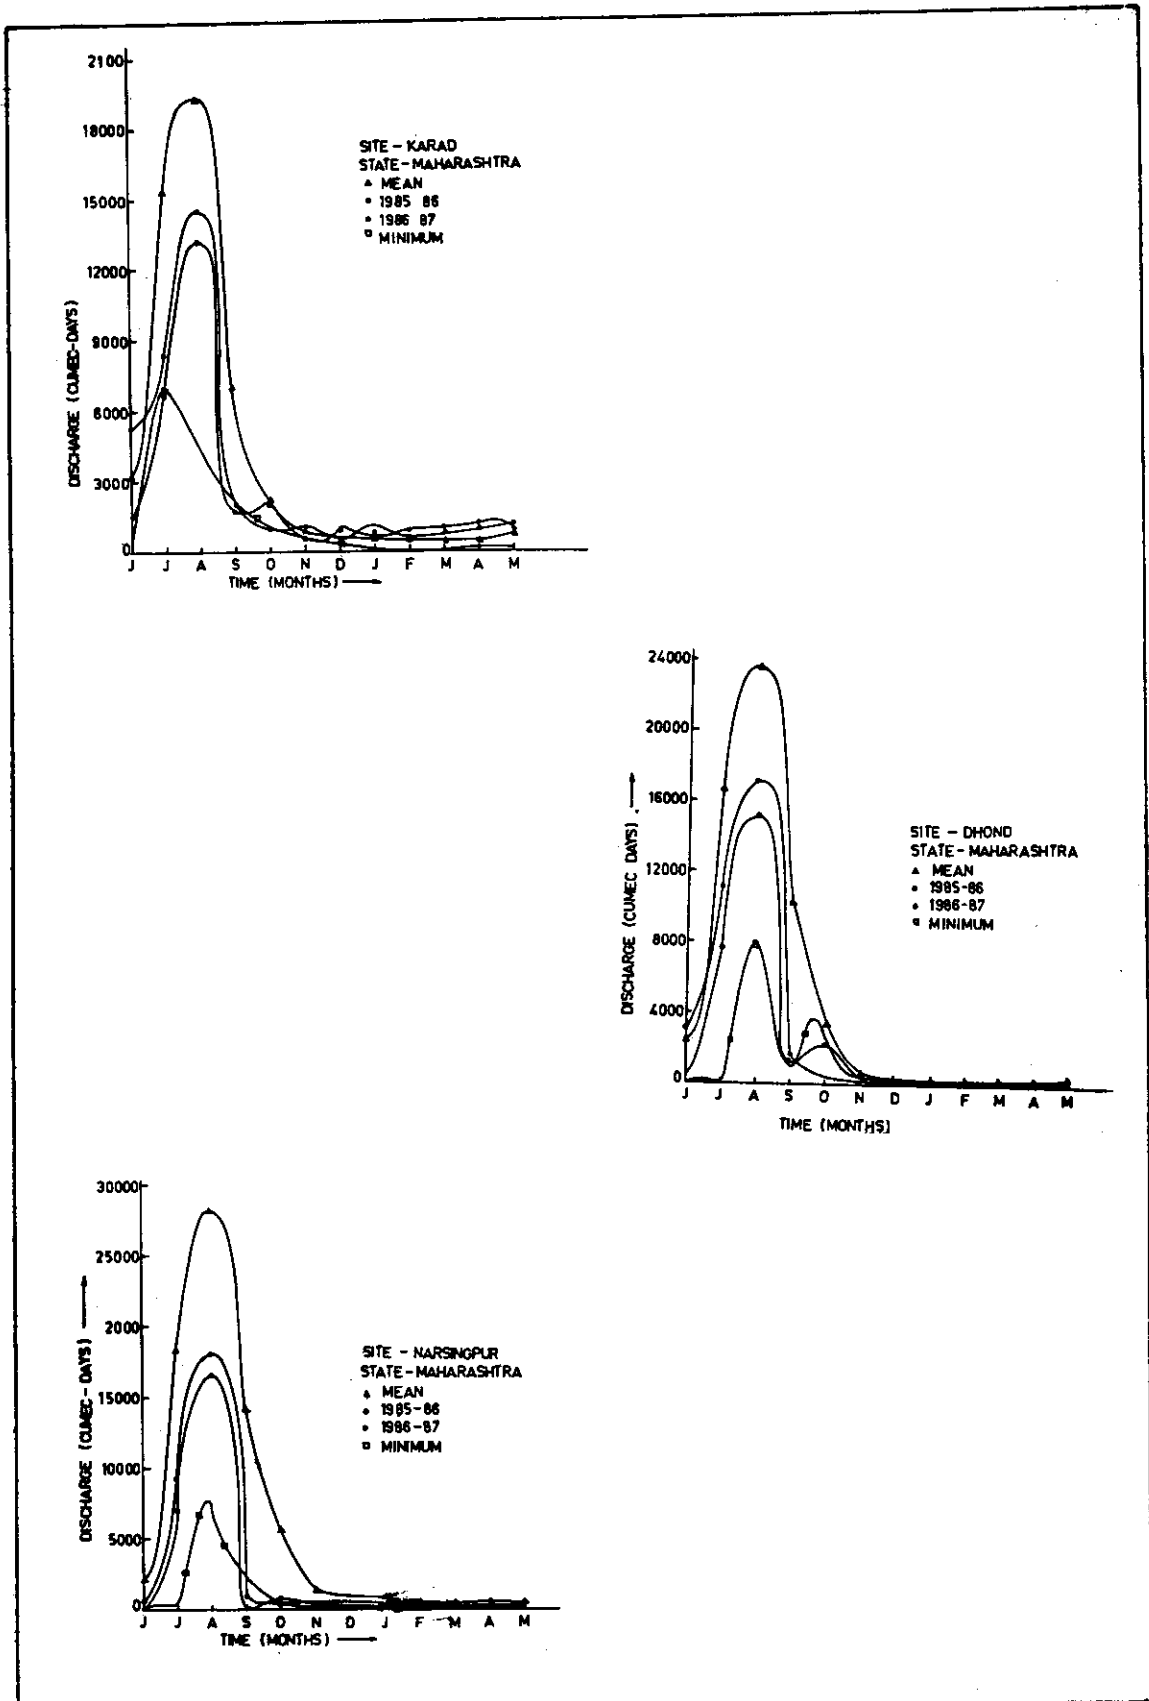 2100
18000
15000
12000
9000
6000
3000
0
DISCHARGE (CUMEC-DAYS)
SITE - KARAD
STATE - MAHARASHTRA
MEAN
1985 86
1986 87
MINIMUM
J J A S O N D J F M A M
TIME (MONTHS)
24000
20000
16000
12000
8000
4000
0
DISCHARGE (CUMEC DAYS)
SITE - DHOND
STATE - MAHARASHTRA
MEAN
1985-86
1986-87
MINIMUM
J J A S O N D J F M A M
TIME (MONTHS)
30000
25000
2000
15000
10000
5000
0
DISCHARGE (CUMEC - DAYS)
SITE - NARSINGPUR
STATE - MAHARASHTRA
MEAN
1985-86
1986-87
MINIMUM
J J A S O N D J F M A M
TIME (MONTHS)